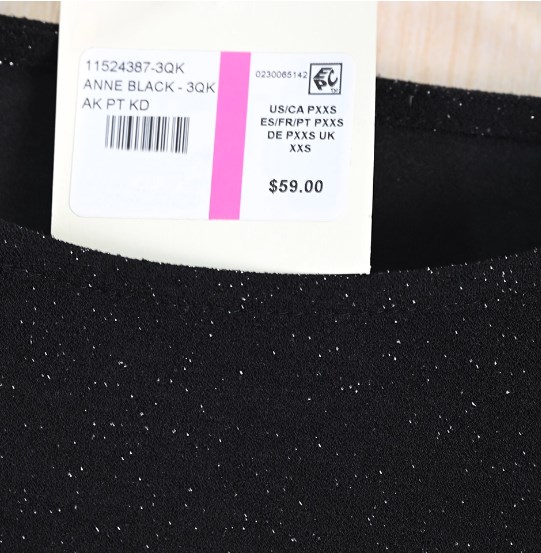 11524387-3QK
ANNE BLACK - 3QK
AK PT KD
0230065142
US/CA PXXS
ES/FR/PT PXXS
DE PXXS UK
XXS
$59.00